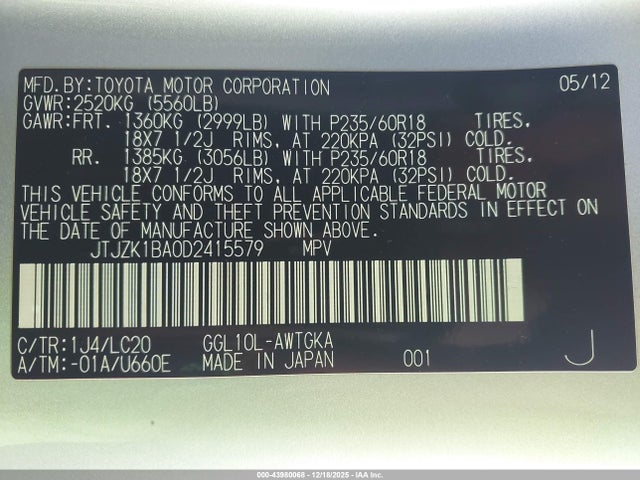 MFD.BY:TOYOTA MOTOR CORPORATION 05/12
GVWR:2520KG (5560LB)
GAWR:FRT. 1360KG (2999LB) WITH P235/60R18 TIRES.
18X7 1/2J RIMS, AT 220KPA (32PSI) COLD.
RR. 1385KG (3056LB) WITH P235/60R18 TIRES.
18X7 1/2J RIMS, AT 220KPA (32PSI) COLD.
THIS VEHICLE CONFORMS TO ALL APPLICABLE FEDERAL MOTOR
VEHICLE SAFETY AND THEFT PREVENTION STANDARDS IN EFFECT ON
THE DATE OF MANUFACTURE SHOWN ABOVE.
JTJZK1BA0D2415579 MPV
C/TR:1J4/LC20 GGL10L-AWTGKA
A/TM:-01A/U660E MADE IN JAPAN 001 J
000-43980068 - 12/18/2025 - IAA Inc.